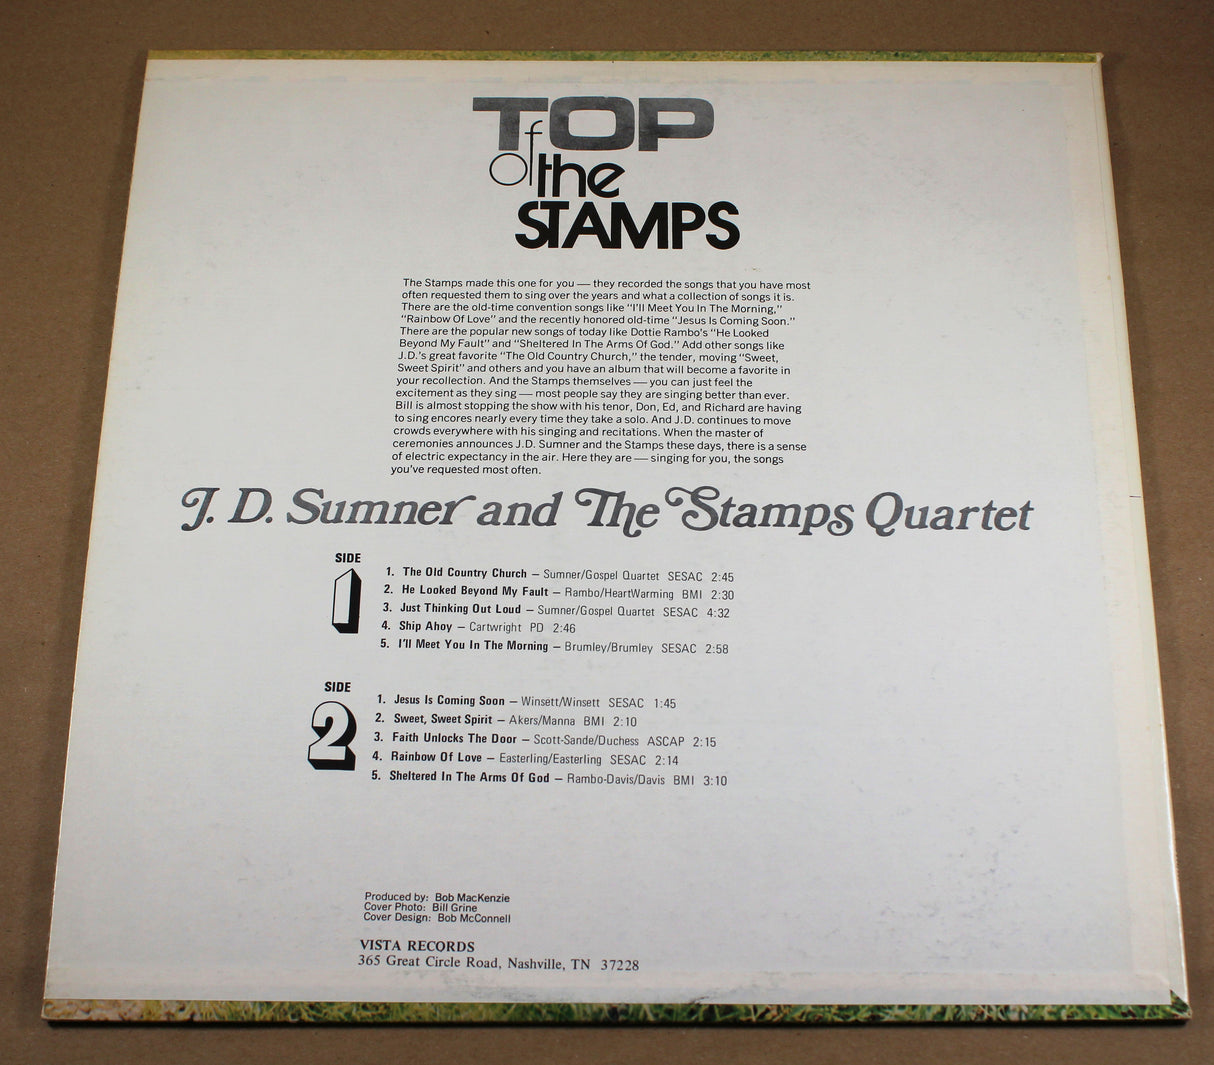 TOP
of the
STAMPS
The Stamps made this one for you — they recorded the songs that you have most
often requested them to sing over the years and what a collection of songs it is.
There are the old-time convention songs like "I'll Meet You In The Morning,"
"Rainbow Of Love" and the recently honored old-time "Jesus Is Coming Soon."
There are the popular new songs of today like Dottie Rambo's "He Looked
Beyond My Fault" and "Sheltered In The Arms Of God." Add other songs like
J.D.'s great favorite "The Old Country Church," the tender, moving "Sweet,
Sweet Spirit" and others and you have an album that will become a favorite in
your recollection. And the Stamps themselves — you can just feel the
excitement as they sing — most people say they are singing better than ever.
Bill is almost stopping the show with his tenor, Don, Ed, and Richard are having
to sing encores nearly every time they take a solo. And J.D. continues to move
crowds everywhere with his singing and recitations. When the master of
ceremonies announces J.D. Sumner and the Stamps these days, there is a sense
of electric expectancy in the air. Here they are — singing for you, the songs
you've requested most often.
J. D. Sumner and The Stamps Quartet
SIDE
1
1. The Old Country Church – Sumner/Gospel Quartet SESAC 2:45
2. He Looked Beyond My Fault – Rambo/HeartWarming BMI 2:30
3. Just Thinking Out Loud – Sumner/Gospel Quartet SESAC 4:32
4. Ship Ahoy – Cartwright PD 2:46
5. I'll Meet You In The Morning – Brumley/Brumley SESAC 2:58
SIDE
2
1. Jesus Is Coming Soon – Winsett/Winsett SESAC 1:45
2. Sweet, Sweet Spirit – Akers/Manna BMI 2:10
3. Faith Unlocks The Door – Scott-Sande/Duchess ASCAP 2:15
4. Rainbow Of Love – Easterling/Easterling SESAC 2:14
5. Sheltered In The Arms Of God – Rambo-Davis/Davis BMI 3:10
Produced by: Bob MacKenzie
Cover Photo: Bill Grine
Cover Design: Bob McConnell
VISTA RECORDS
365 Great Circle Road, Nashville, TN 37228